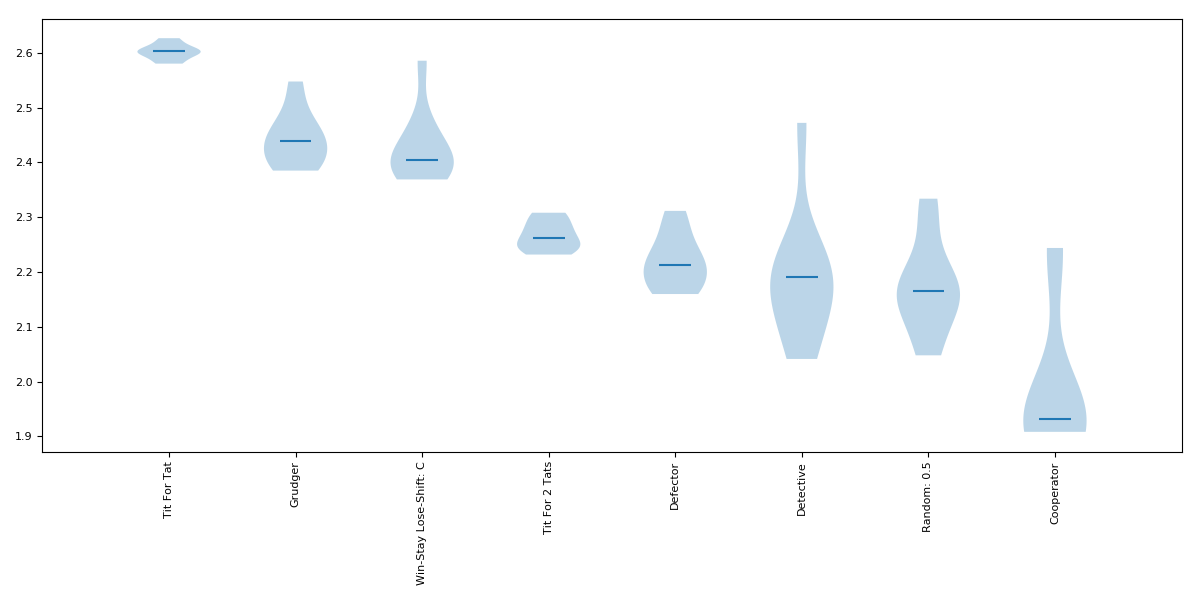 2.6
2.5
2.4
2.3
2.2
2.1
2.0
1.9
Tit For Tat
Grudger
Win-Stay Lose-Shift: C
Tit For 2 Tats
Defector
Detective
Random: 0.5
Cooperator